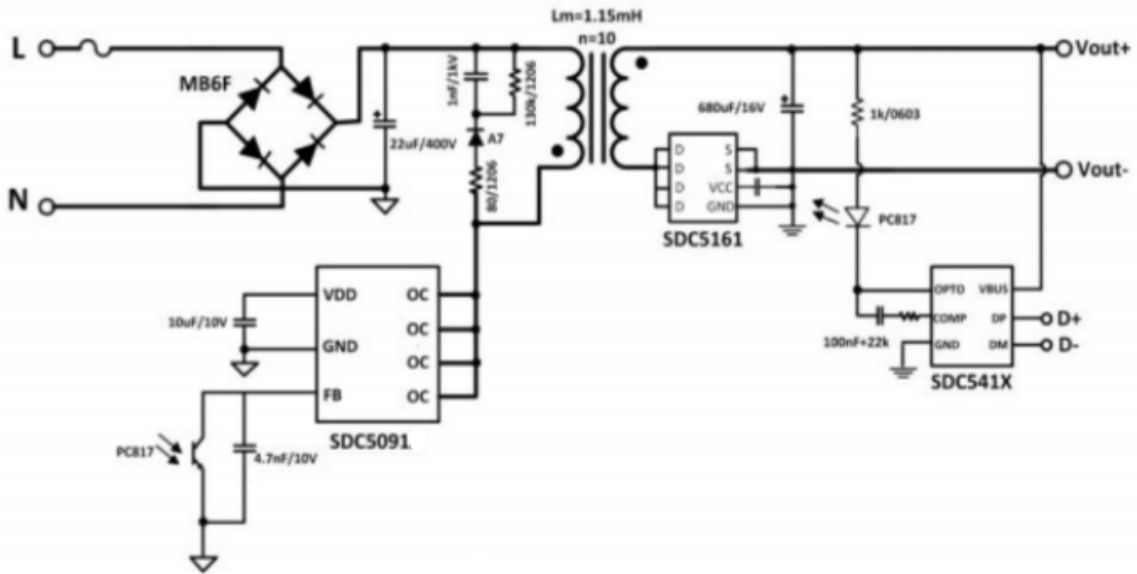 Lm=1.15mH
n=10
L
MB6F
1nF/1kV
130k/1206
22uF/400V
A7
80/1206
N
680uF/16V
1k/0603
Vout+
Vout-
D
S
D
S
D
VCC
D
GND
SDC5161
PC817
VDD
OC
10uF/10V
GND
OC
OC
FB
OC
SDC5091
PC817
4.7nF/10V
OPTO
VBUS
COMP
DP
D+
100nF+22k
GND
DM
D-
SDC541X